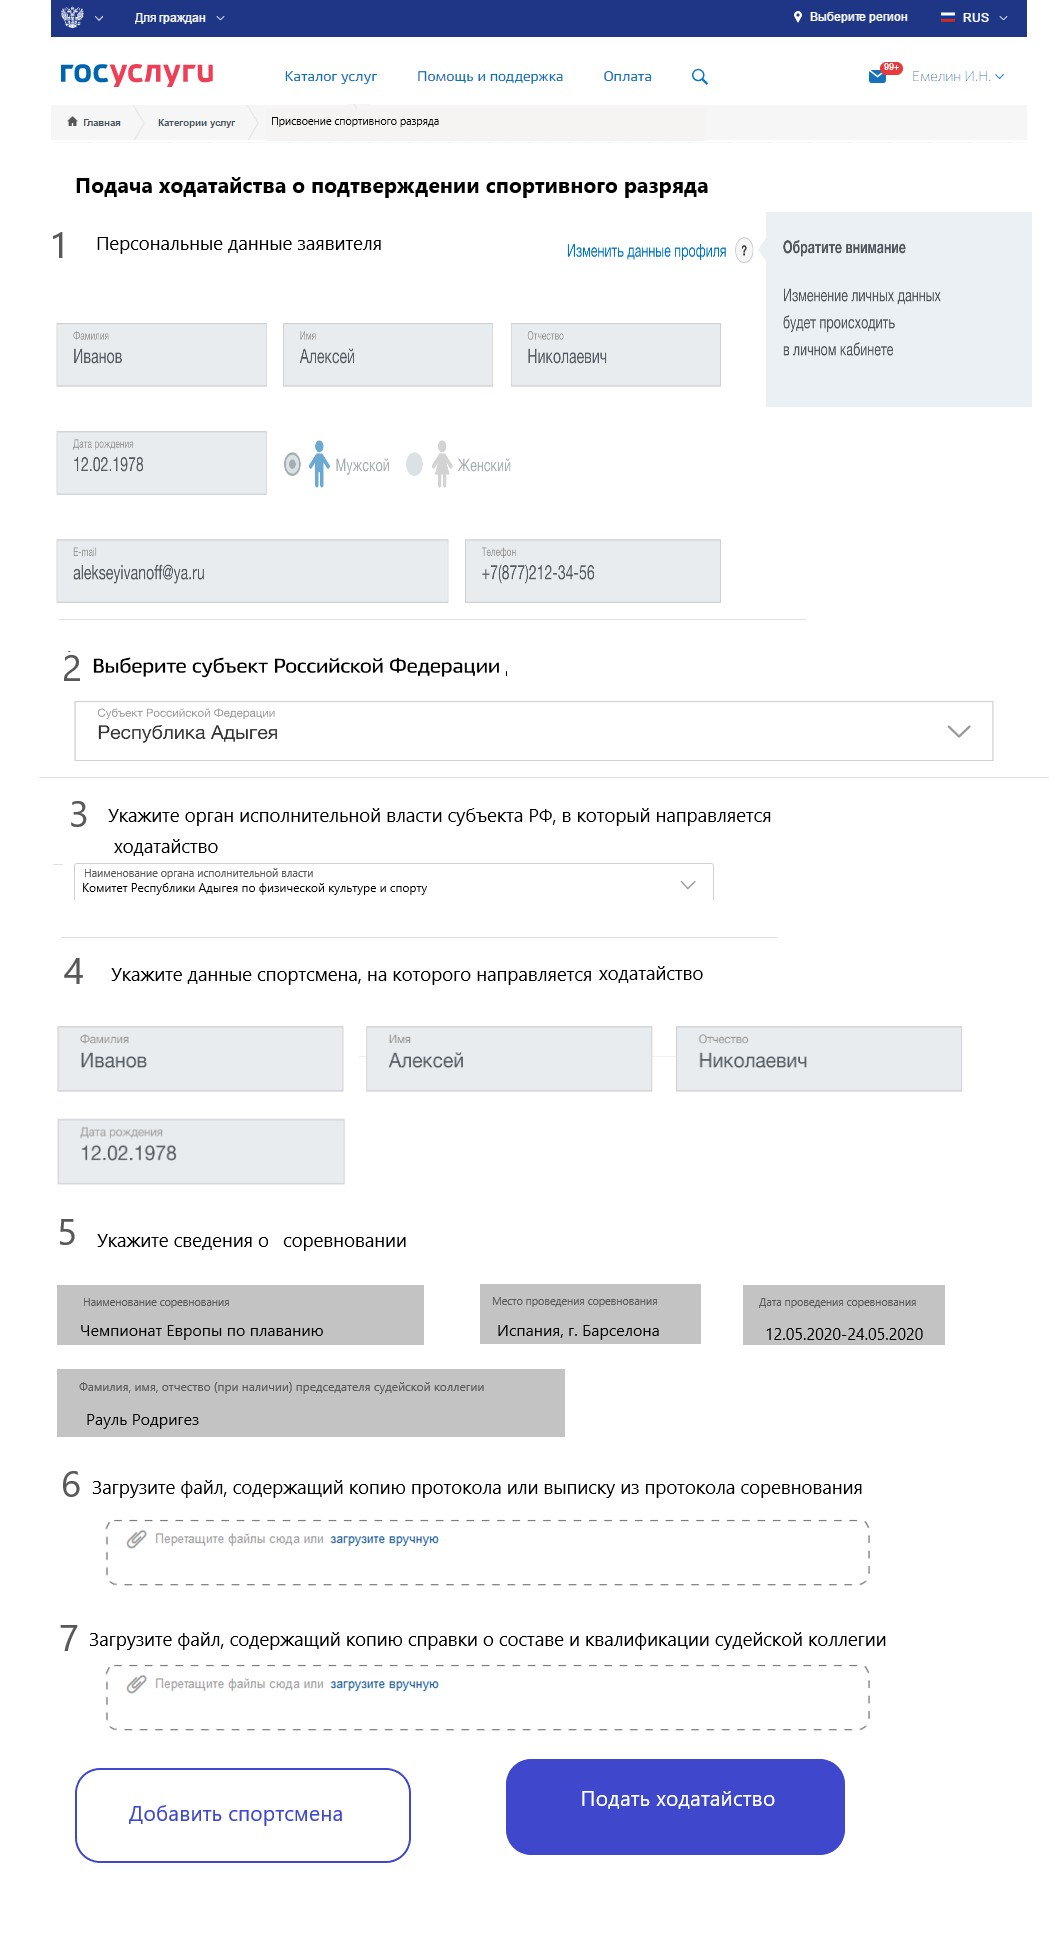 Для граждан
Выберите регион
RUS
госуслуги
Каталог услуг
Помощь и поддержка
Оплата
99+
Емелин И.Н.
Главная
Категории услуг
Присвоение спортивного разряда
Подача ходатайства о подтверждении спортивного разряда
1 Персональные данные заявителя
Изменить данные профиля ?
Обратите внимание
Изменение личных данных
будет происходить
в личном кабинете
Фамилия
Иванов
Имя
Алексей
Отчество
Николаевич
Дата рождения
12.02.1978
Мужской
Женский
E-mail
alekseyivanoff@ya.ru
Телефон
+7(877)212-34-56
2 Выберите субъект Российской Федерации
Субъект Российской Федерации
Республика Адыгея
3 Укажите орган исполнительной власти субъекта РФ, в который направляется
ходатайство
Наименование органа исполнительной власти
Комитет Республики Адыгея по физической культуре и спорту
4 Укажите данные спортсмена, на которого направляется ходатайство
Фамилия
Иванов
Имя
Алексей
Отчество
Николаевич
Дата рождения
12.02.1978
5 Укажите сведения о соревновании
Наименование соревнования
Чемпионат Европы по плаванию
Место проведения соревнования
Испания, г. Барселона
Дата проведения соревнования
12.05.2020-24.05.2020
Фамилия, имя, отчество (при наличии) председателя судейской коллегии
Рауль Родригез
6 Загрузите файл, содержащий копию протокола или выписку из протокола соревнования
Перетащите файлы сюда или загрузите вручную
7 Загрузите файл, содержащий копию справки о составе и квалификации судейской коллегии
Перетащите файлы сюда или загрузите вручную
Добавить спортсмена
Подать ходатайство